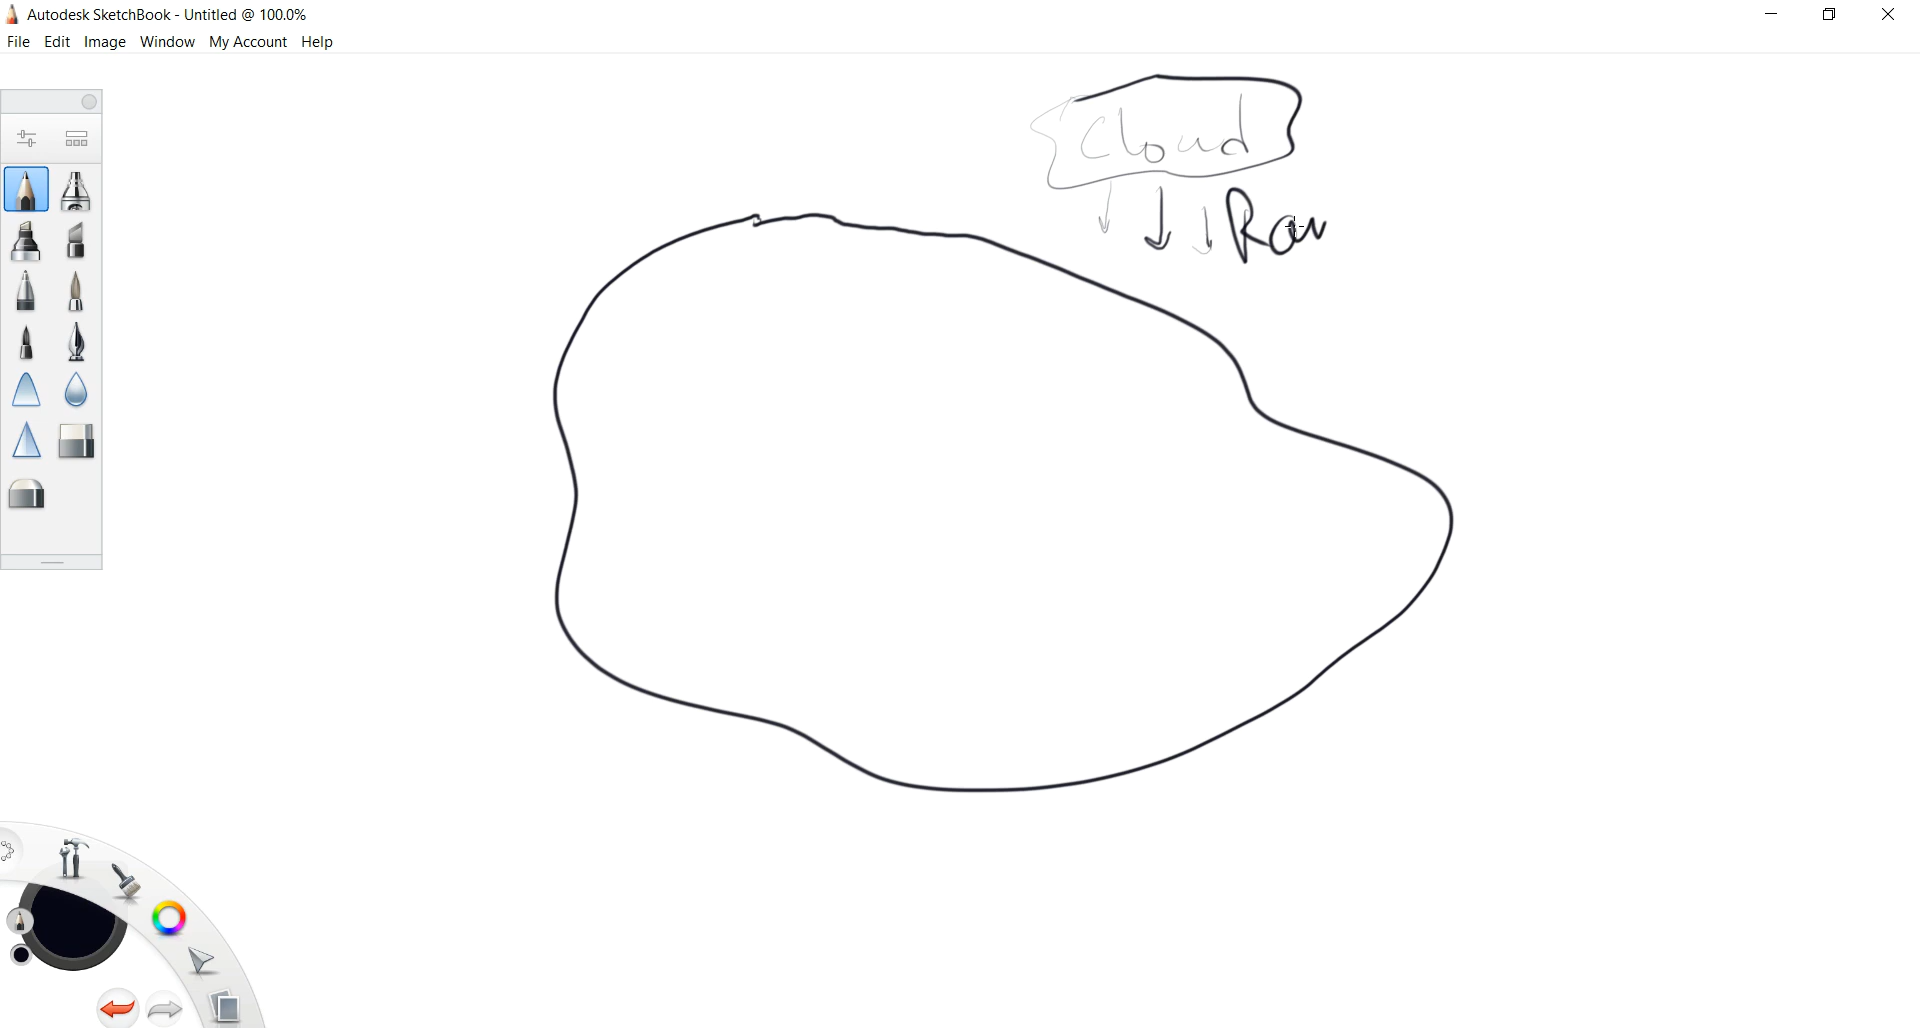 Autodesk SketchBook - Untitled @ 100.0%
File Edit Image Window My Account Help
Cloud